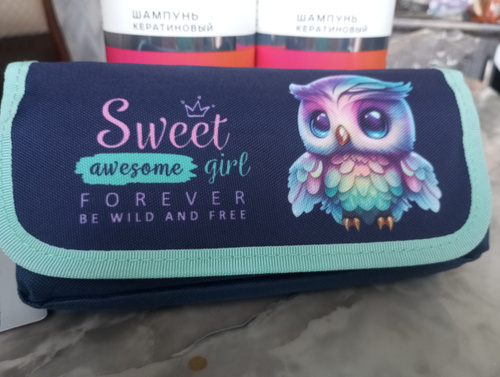 ШАМПУНЬ
КЕРАТИНОВЫЙ
ШАМПУНЬ
КЕРАТИНОВЫЙ
Sweet
awesome girl
FOREVER
BE WILD AND FREE